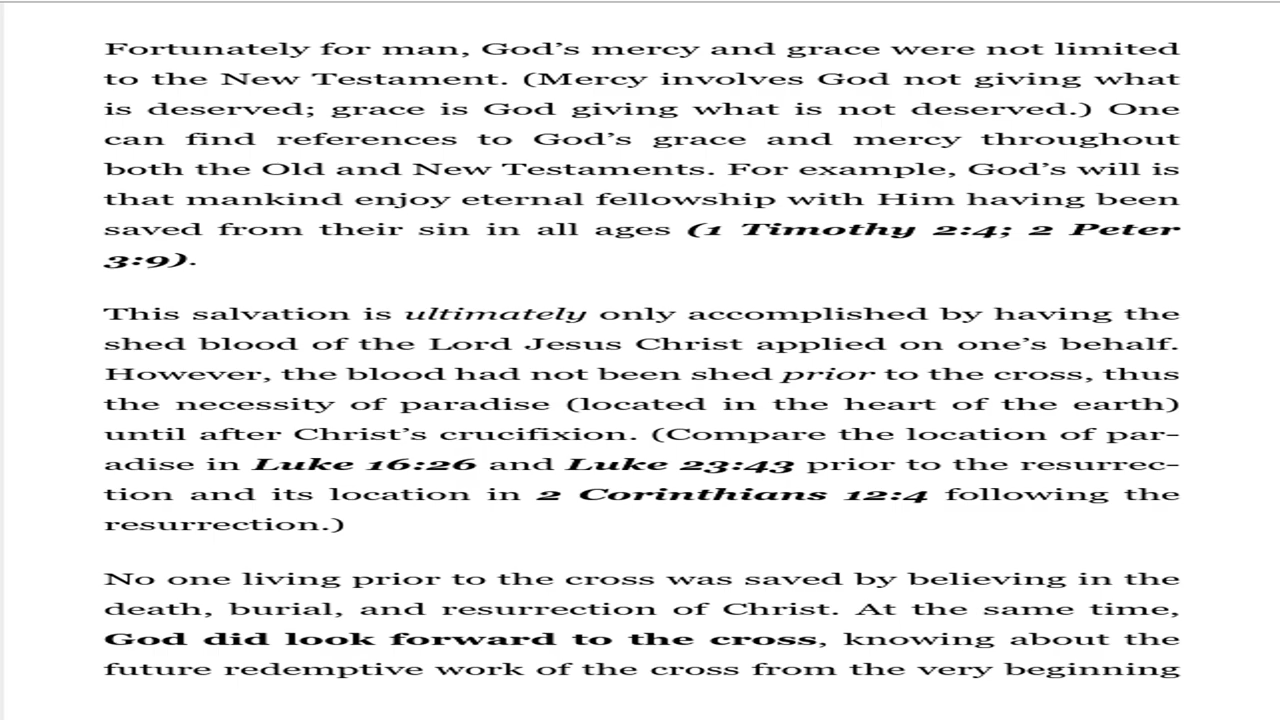 Fortunately for man, God’s mercy and grace were not limited
to the New Testament. (Mercy involves God not giving what
is deserved; grace is God giving what is not deserved.) One
can find references to God’s grace and mercy throughout
both the Old and New Testaments. For example, God’s will is
that mankind enjoy eternal fellowship with Him having been
saved from their sin in all ages (1 Timothy 2:4; 2 Peter
3:9).
This salvation is ultimately only accomplished by having the
shed blood of the Lord Jesus Christ applied on one’s behalf.
However, the blood had not been shed prior to the cross, thus
the necessity of paradise (located in the heart of the earth)
until after Christ’s crucifixion. (Compare the location of par-
adise in Luke 16:26 and Luke 23:43 prior to the resurrec-
tion and its location in 2 Corinthians 12:4 following the
resurrection.)
No one living prior to the cross was saved by believing in the
death, burial, and resurrection of Christ. At the same time,
God did look forward to the cross, knowing about the
future redemptive work of the cross from the very beginning